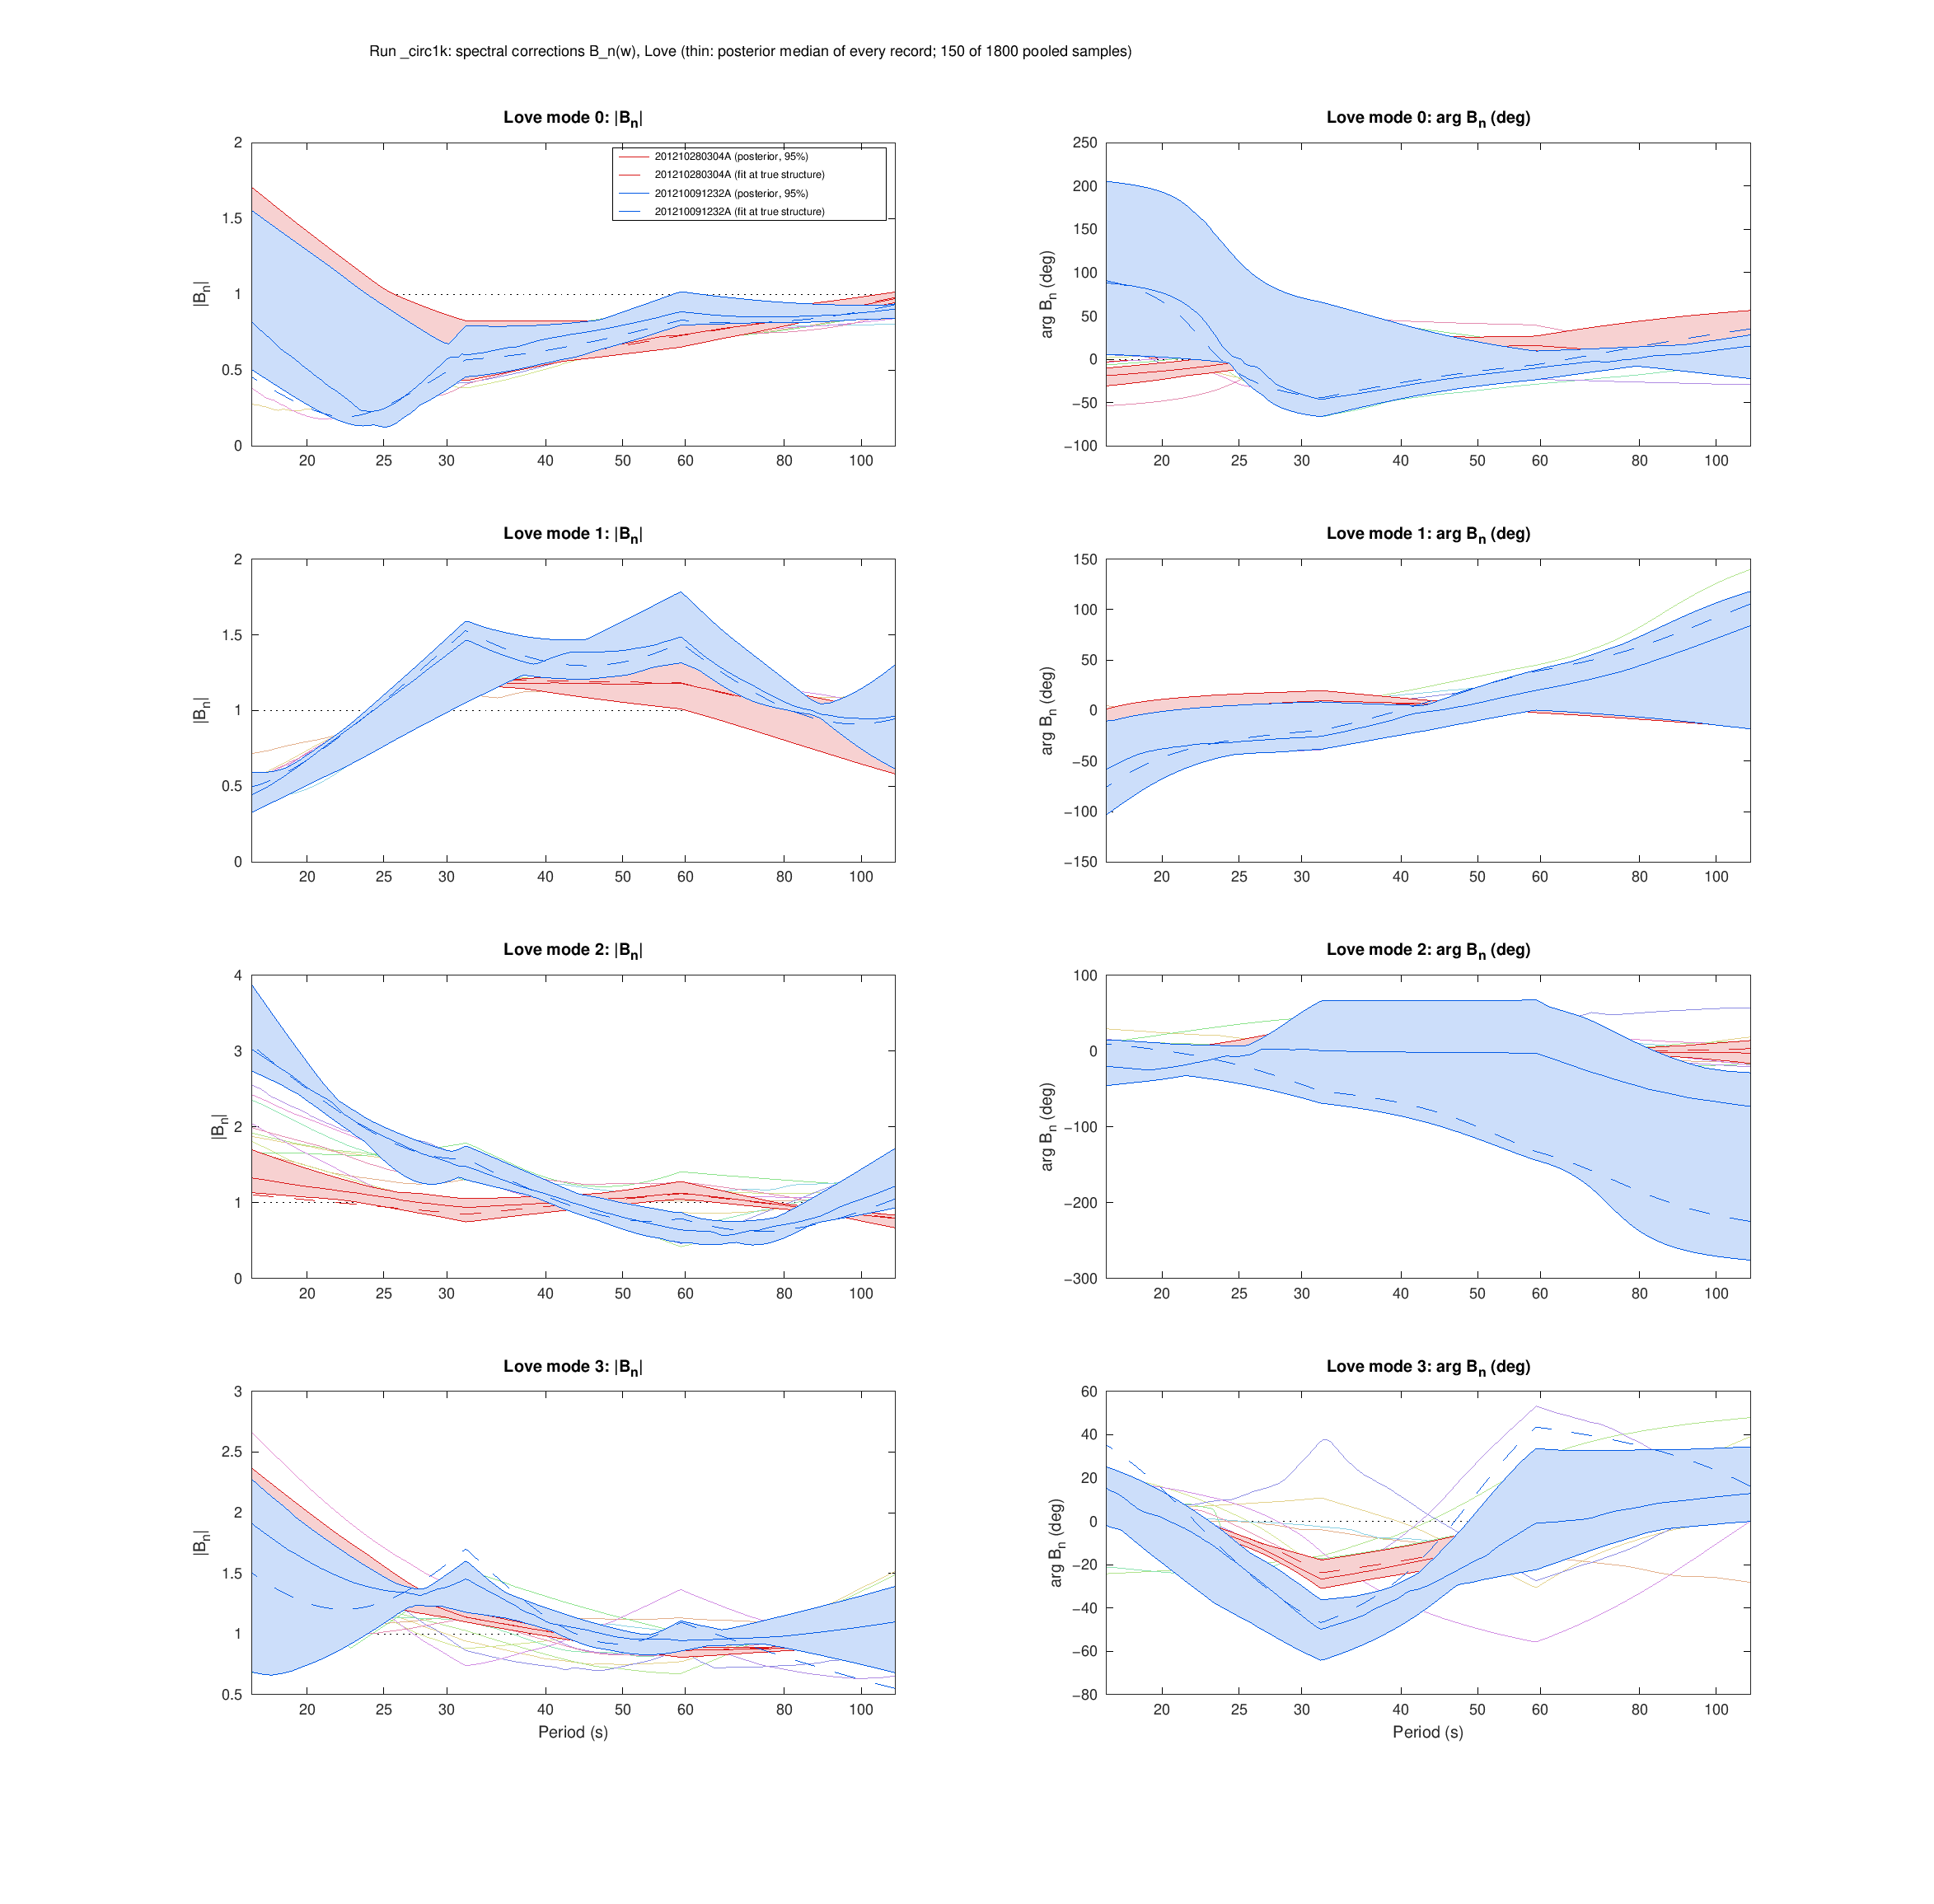 Run _circ1k: spectral corrections B_n(w), Love (thin: posterior median of every record; 150 of 1800 pooled samples)
Love mode 0: |Bn|
2
1.5
1
0.5
0
|Bn|
20 25 30 40 50 60 80 100
201210280304A (posterior, 95%)
201210280304A (fit at true structure)
201210091232A (posterior, 95%)
201210091232A (fit at true structure)
Love mode 0: arg Bn (deg)
250
200
150
100
50
0
−50
−100
arg Bn (deg)
20 25 30 40 50 60 80 100
Love mode 1: |Bn|
2
1.5
1
0.5
0
|Bn|
20 25 30 40 50 60 80 100
Love mode 1: arg Bn (deg)
150
100
50
0
−50
−100
−150
arg Bn (deg)
20 25 30 40 50 60 80 100
Love mode 2: |Bn|
4
3
2
1
0
|Bn|
20 25 30 40 50 60 80 100
Love mode 2: arg Bn (deg)
100
0
−100
−200
−300
arg Bn (deg)
20 25 30 40 50 60 80 100
Love mode 3: |Bn|
3
2.5
2
1.5
1
0.5
|Bn|
20 25 30 40 50 60 80 100
Period (s)
Love mode 3: arg Bn (deg)
60
40
20
0
−20
−40
−60
−80
arg Bn (deg)
20 25 30 40 50 60 80 100
Period (s)